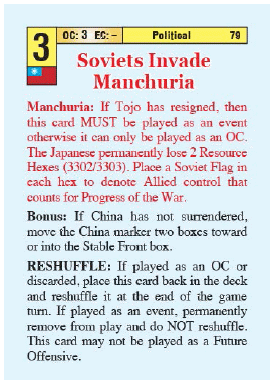 OC: 3 EC: – Political 79
3
Soviets Invade
Manchuria
Manchuria: If Tojo has resigned, then
this card MUST be played as an event
otherwise it can only be played as an OC.
The Japanese permanently lose 2 Resource
Hexes (3302/3303). Place a Soviet Flag in
each hex to denote Allied control that
counts for Progress of the War.
Bonus: If China has not surrendered,
move the China marker two boxes toward
or into the Stable Front box.
RESHUFFLE: If played as an OC or
discarded, place this card back in the deck
and reshuffle it at the end of the game
turn. If played as an event, permanently
remove from play and do NOT reshuffle.
This card may not be played as a Future
Offensive.